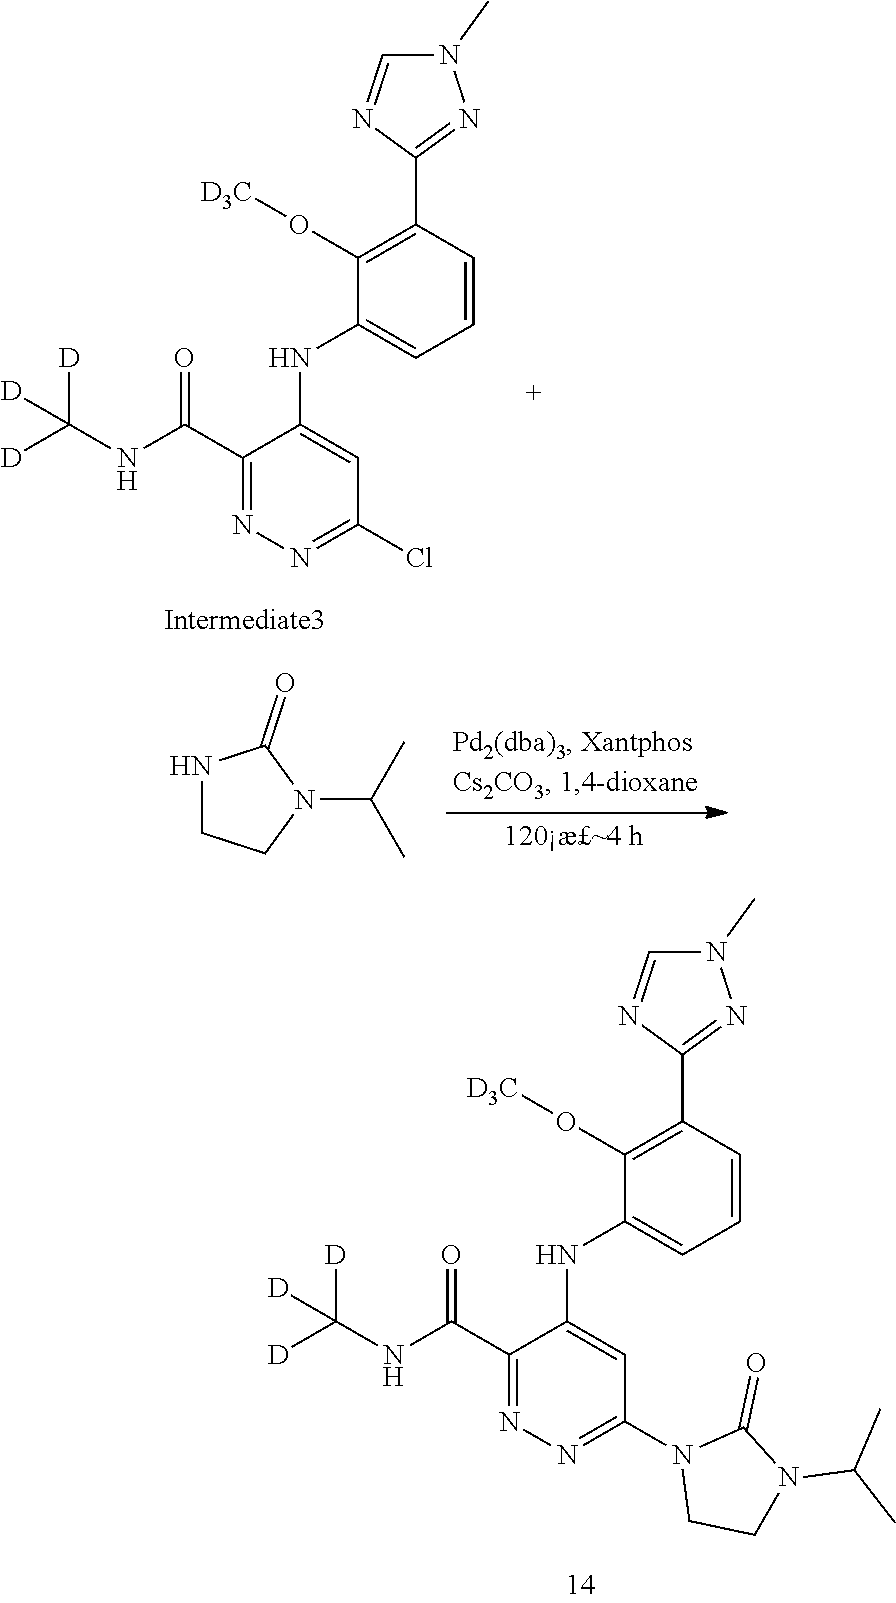 N
N
N
D₃C
O
HN
O
D
D
D
N
H
N
N
Cl
+
Intermediate3
O
HN
N
Pd₂(dba)₃, Xantphos
Cs₂CO₃, 1,4-dioxane
120¡æ£~4 h
N
N
N
D₃C
O
HN
O
D
D
D
N
H
O
N
N
N
N
14